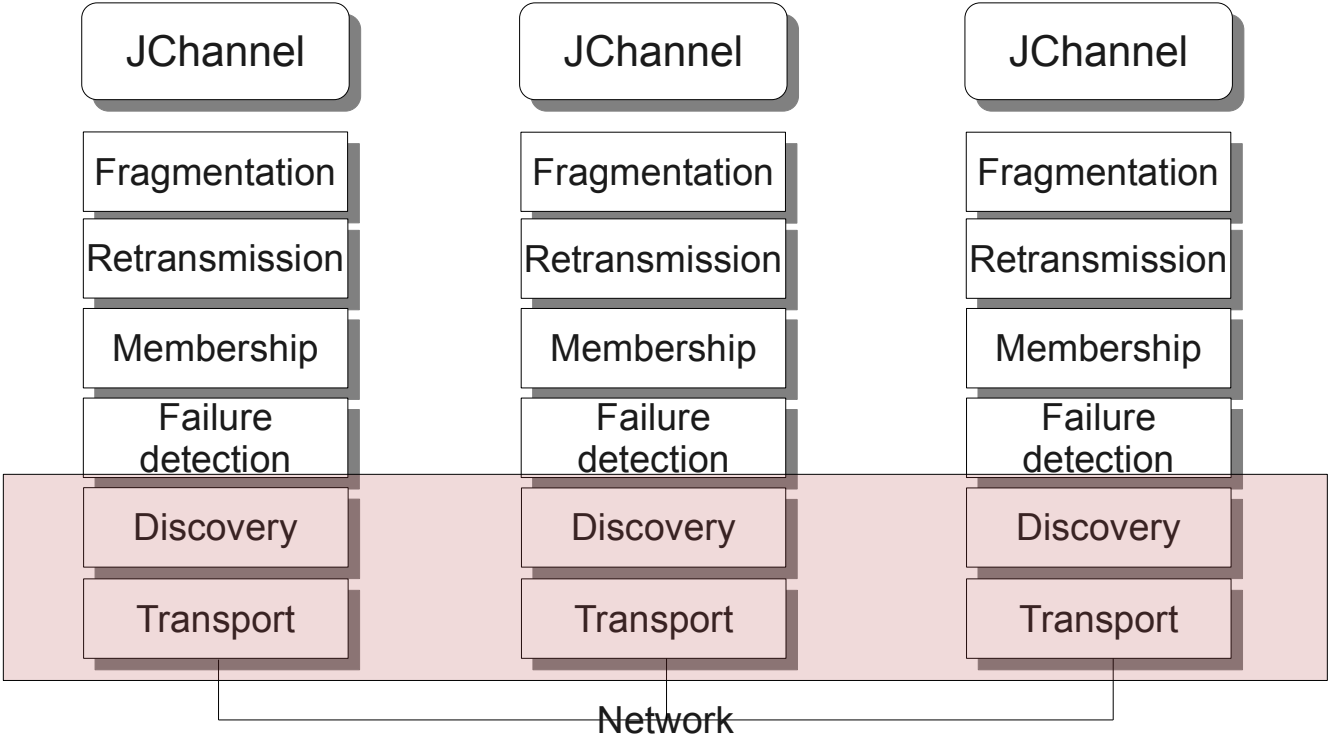 JChannel
Fragmentation
Retransmission
Membership
Failure
detection
Discovery
Transport
JChannel
Fragmentation
Retransmission
Membership
Failure
detection
Discovery
Transport
JChannel
Fragmentation
Retransmission
Membership
Failure
detection
Discovery
Transport
Network